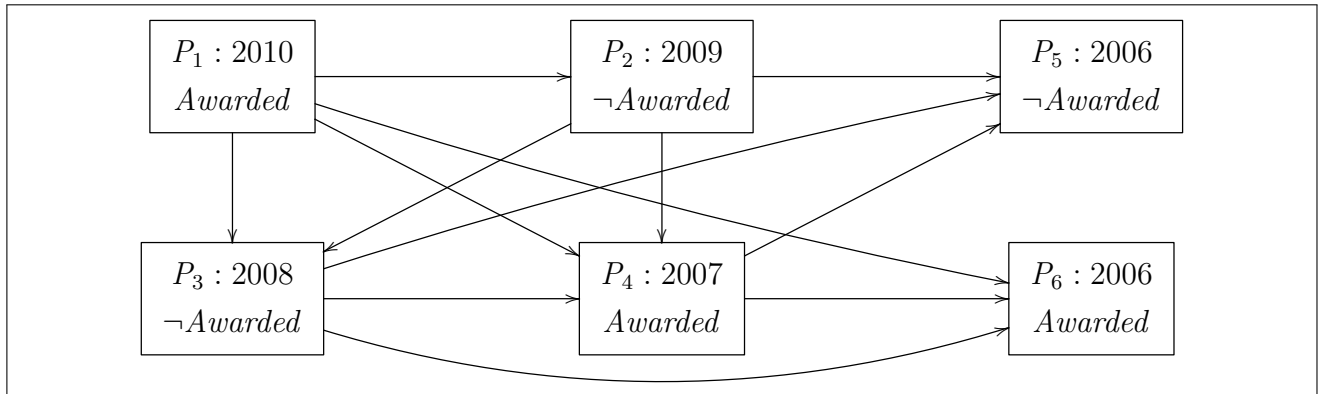 P₁ : 2010
Awarded
P₂ : 2009
¬Awarded
P₅ : 2006
¬Awarded
P₃ : 2008
¬Awarded
P₄ : 2007
Awarded
P₆ : 2006
Awarded